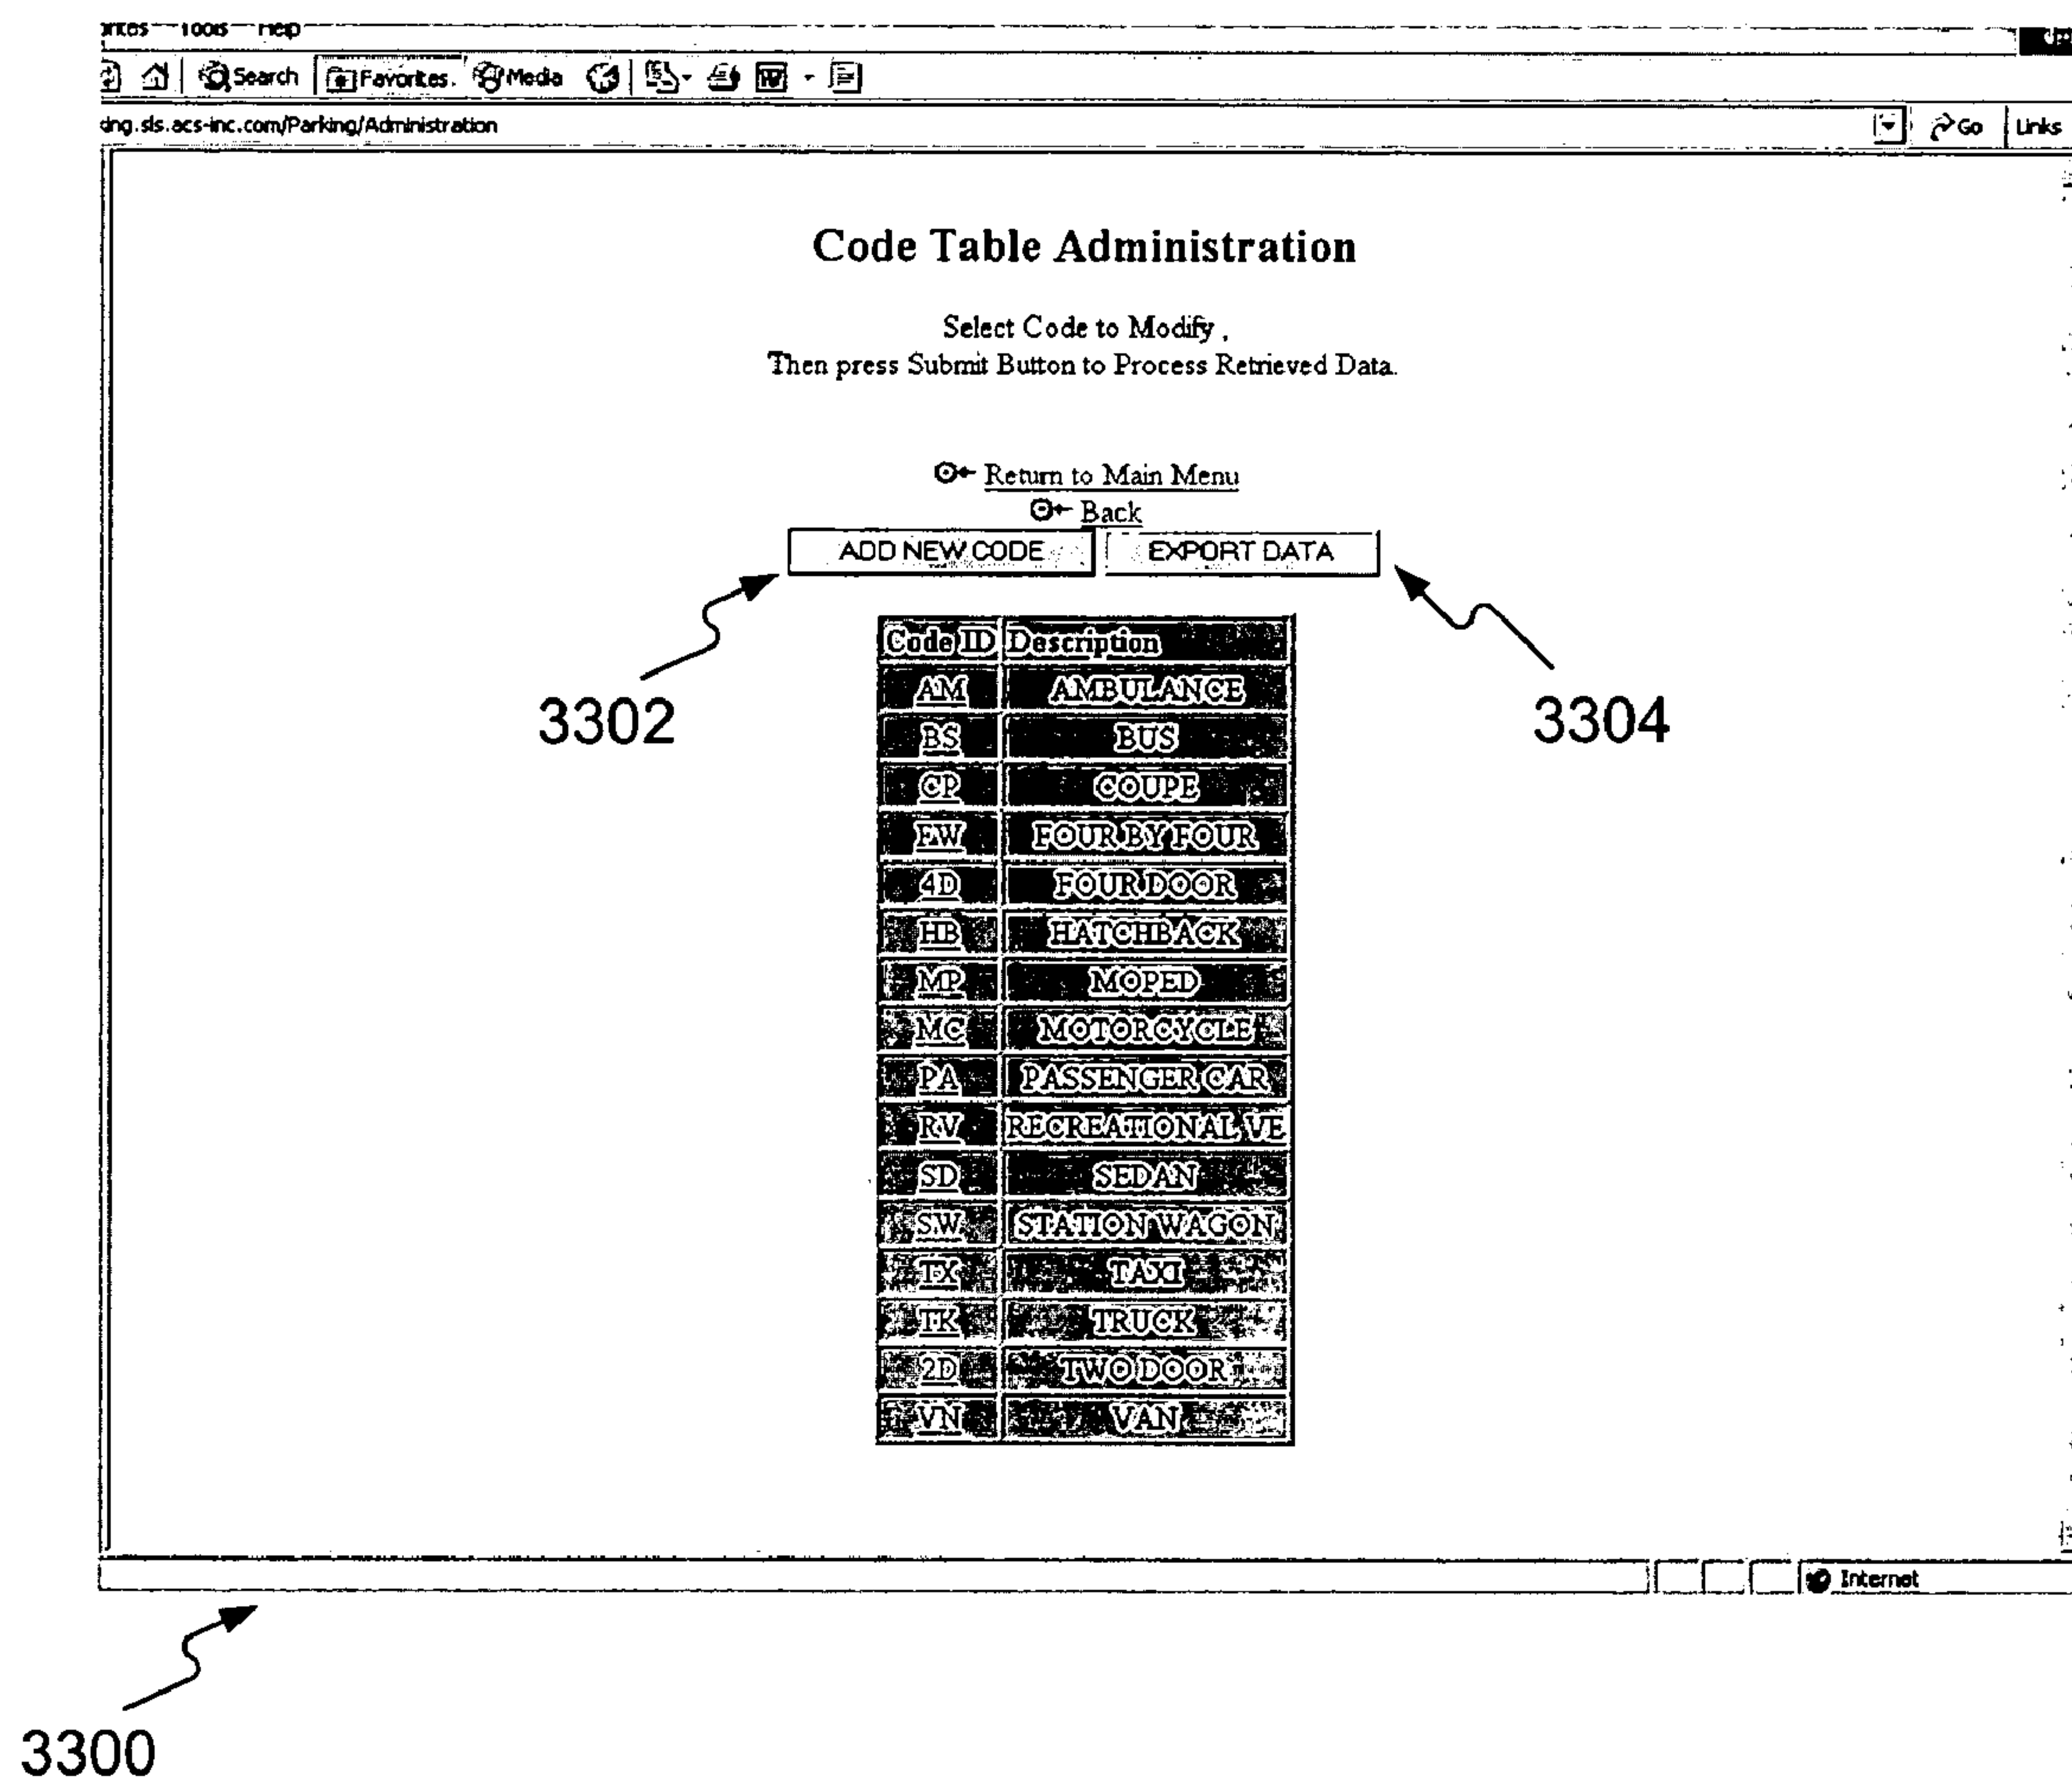 Tools Help
Search Favorites Media
dng.sls.acs-inc.com/Parking/Administration Go Links
Code Table Administration
Select Code to Modify ,
Then press Submit Button to Process Retrieved Data.
Return to Main Menu
Back
ADD NEW CODE EXPORT DATA
3302 3304
Code ID Description
AM AMBULANCE
BS BUS
CP COUPE
FW FOUR BY FOUR
4D FOUR DOOR
HB HATCHBACK
MP MOPED
MC MOTORCYCLE
PA PASSENGER CAR
RV RECREATIONAL VE
SD SEDAN
SW STATION WAGON
TX TAXI
TK TRUCK
2D TWO DOOR
VN VAN
Internet
3300